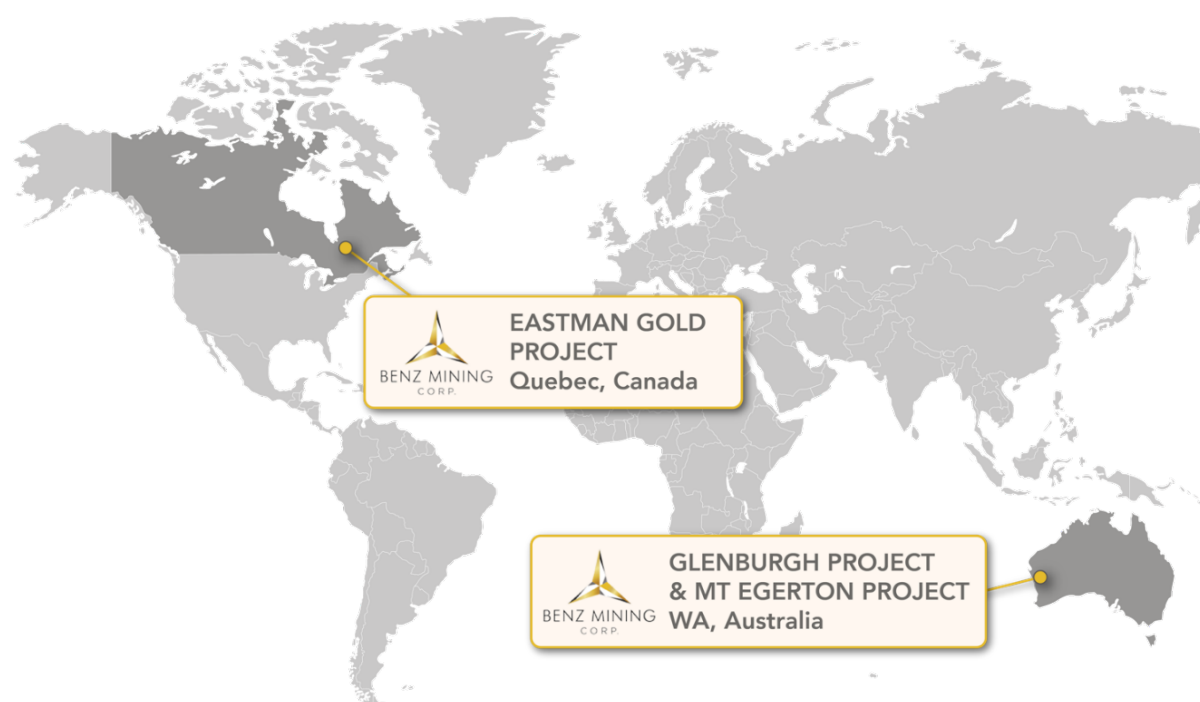 EASTMAN GOLD
PROJECT
Quebec, Canada
BENZ MINING
CORP.
GLENBURGH PROJECT
& MT EGERTON PROJECT
WA, Australia
BENZ MINING
CORP.